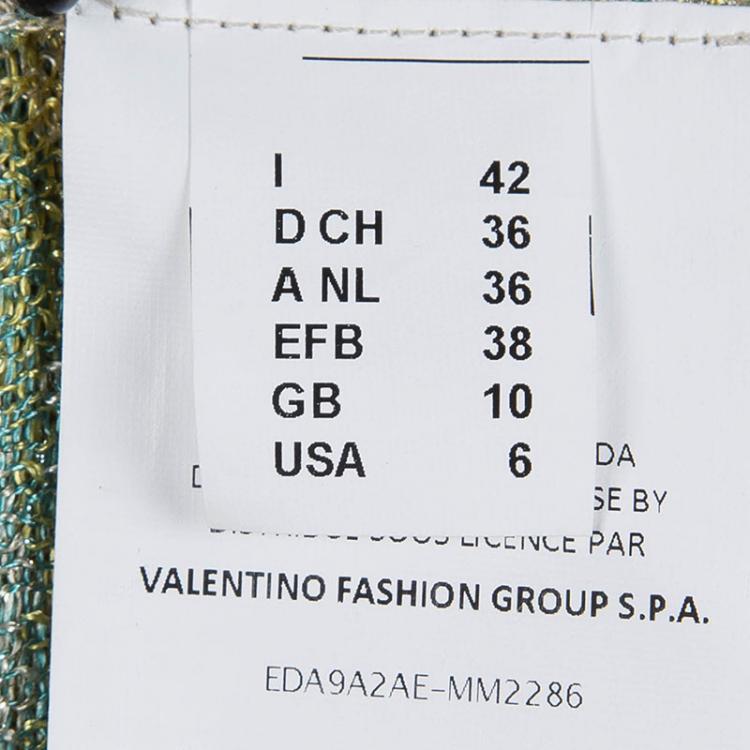 I 42
D CH 36
A NL 36
EFB 38
GB 10
USA 6
DA
SE BY
LICENCE PAR
VALENTINO FASHION GROUP S.P.A.
EDA9A2AE-MM2286